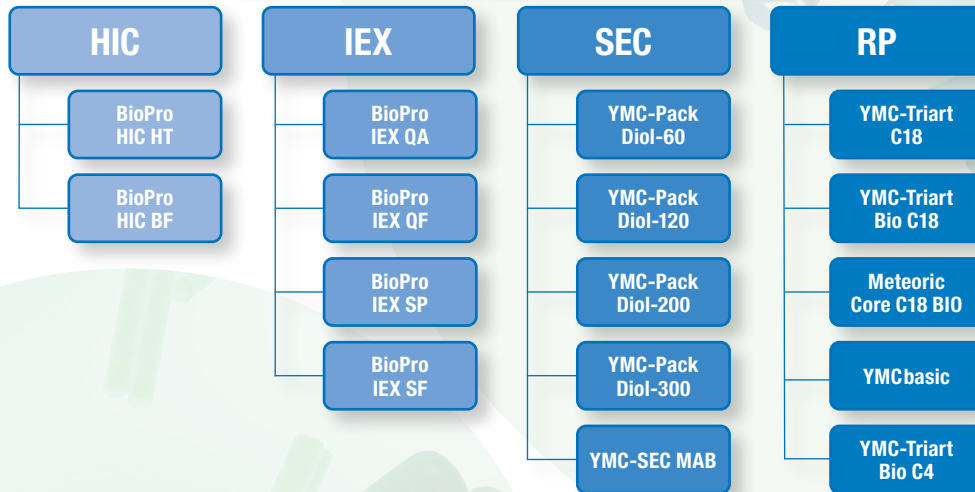 HIC
BioPro
HIC HT
BioPro
HIC BF
IEX
BioPro
IEX QA
BioPro
IEX QF
BioPro
IEX SP
BioPro
IEX SF
SEC
YMC-Pack
Diol-60
YMC-Pack
Diol-120
YMC-Pack
Diol-200
YMC-Pack
Diol-300
YMC-SEC MAB
RP
YMC-Triart
C18
YMC-Triart
Bio C18
Meteoric
Core C18 BIO
YMCbasic
YMC-Triart
Bio C4